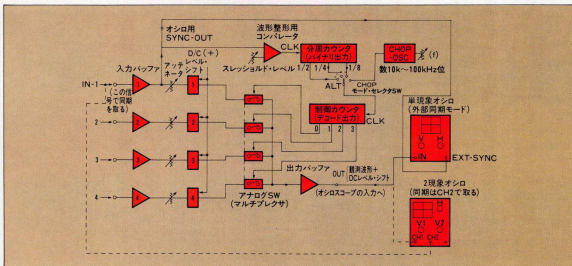 オシロ用
SYNC-OUT
波形整形用
コンパレータ
CLK
分周カウンタ
(バイナリ出力)
1/2 1/4 1/8
CHOP
OSC
(f)
数10k~100kHz位
スレッショルド・レベル
ALT
CHOP
モード・セレクタSW
D/C(+)
レベル・
シフト
入力バッファ
アッテ
ネータ
IN-1
(この信
号で同期
を取る)
1
1
2
2
2
3
3
3
4
4
4
制御カウンタ
(デコード出力)
0 1 2 3
CLK
単現象オシロ
(外部同期モード)
V H
IN
EXT-SYNC
出力バッファ
OUT
観測波形+
DCレベル・シフト
(オシロスコープの入力へ)
アナログSW
(マルチプレクサ)
2現象オシロ
(同期はCH2で取る)
H
V1 V2
CH1 CH2